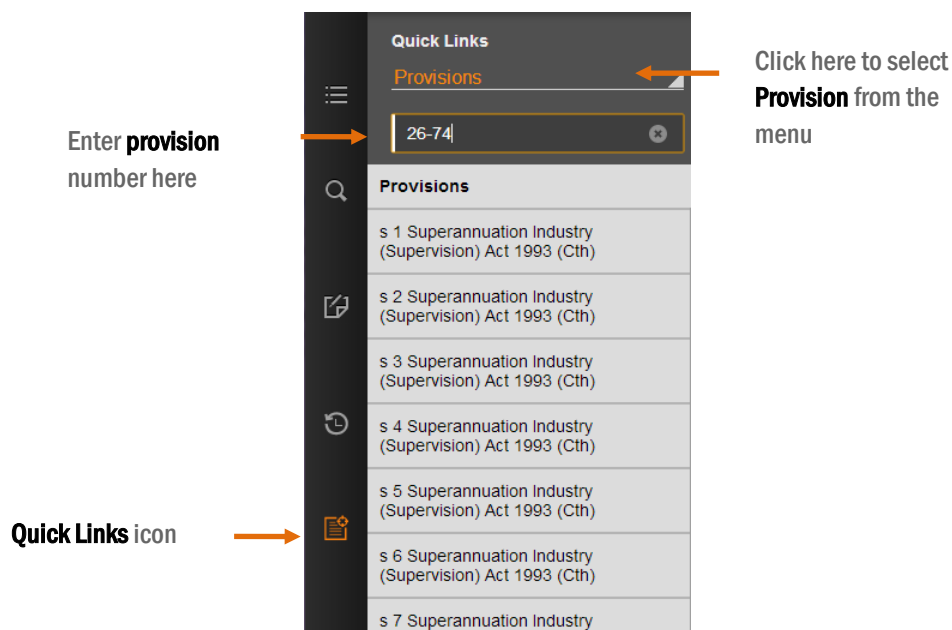 Quick Links
Provisions
Click here to select
Provision from the
menu
26-74
Enter provision
number here
Provisions
s 1 Superannuation Industry
(Supervision) Act 1993 (Cth)
s 2 Superannuation Industry
(Supervision) Act 1993 (Cth)
s 3 Superannuation Industry
(Supervision) Act 1993 (Cth)
s 4 Superannuation Industry
(Supervision) Act 1993 (Cth)
s 5 Superannuation Industry
(Supervision) Act 1993 (Cth)
Quick Links icon
s 6 Superannuation Industry
(Supervision) Act 1993 (Cth)
s 7 Superannuation Industry